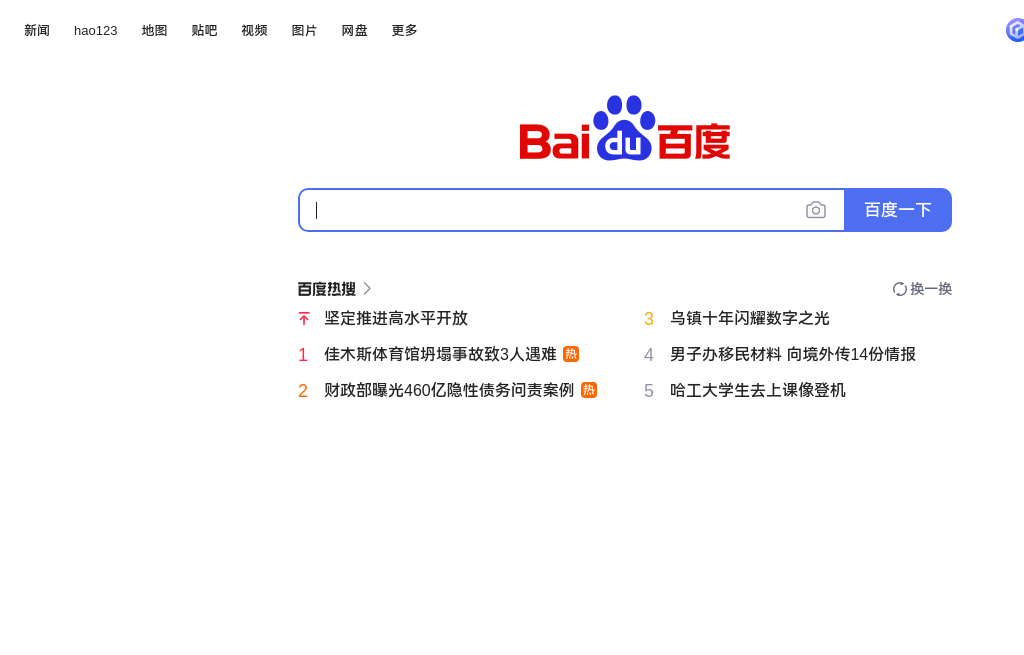 新闻 hao123 地图 贴吧 视频 图片 网盘 更多
Bai du 百度
百度一下
百度热搜 换一换
坚定推进高水平开放
1 佳木斯体育馆坍塌事故致3人遇难 热
2 财政部曝光460亿隐性债务问责案例 热
3 乌镇十年闪耀数字之光
4 男子办移民材料 向境外传14份情报
5 哈工大学生去上课像登机